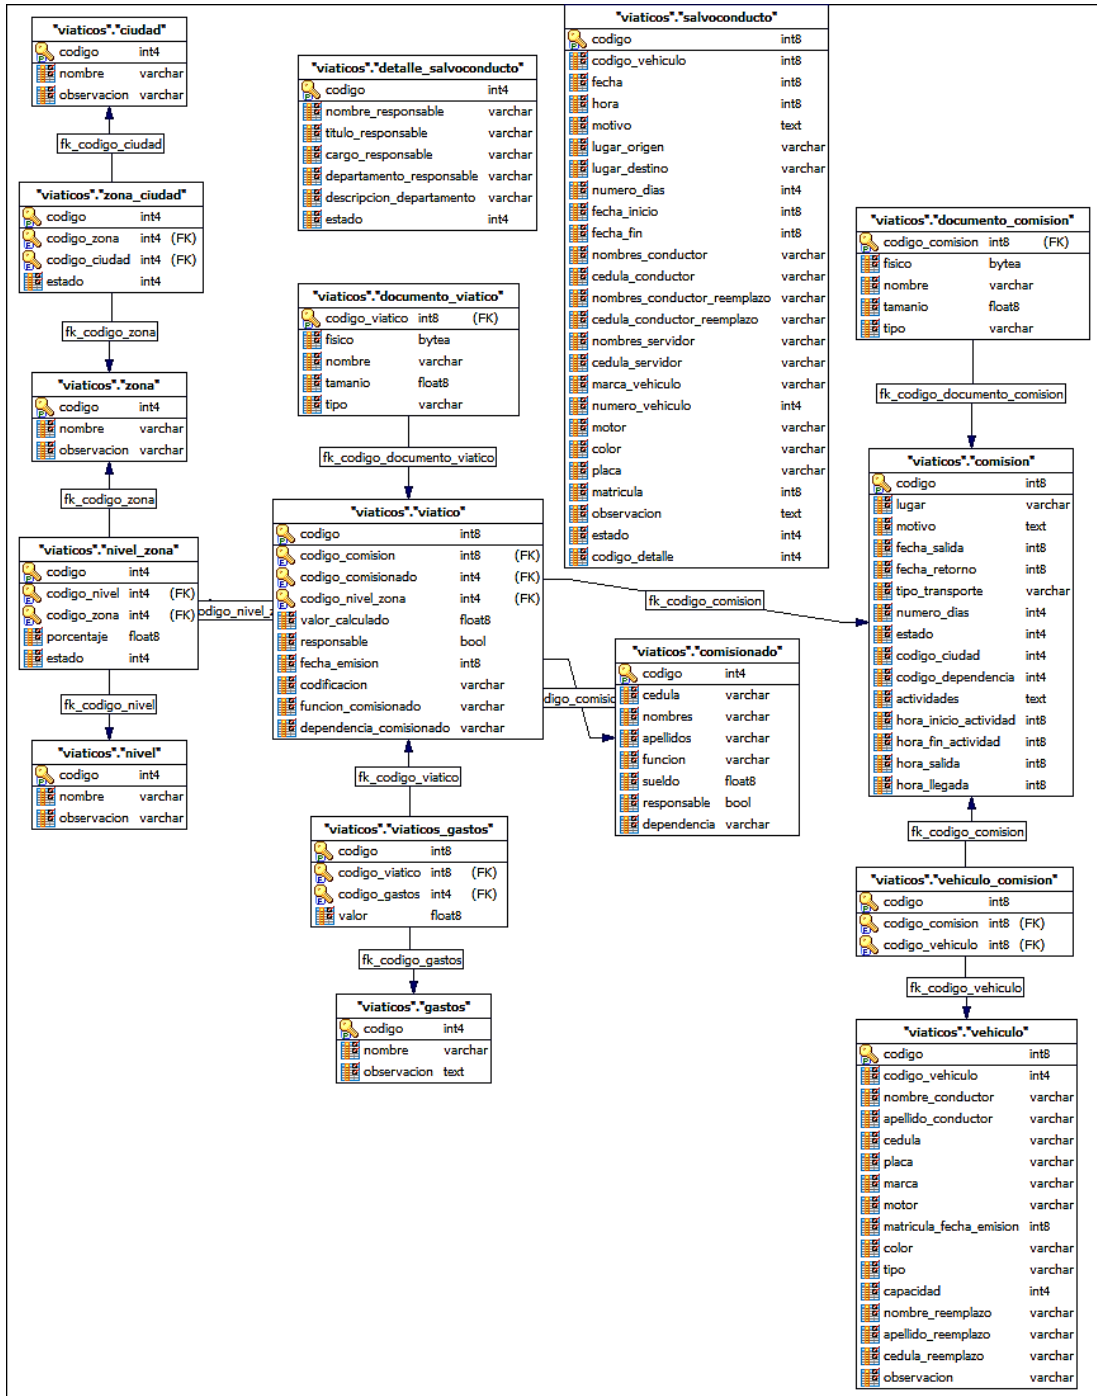 "viaticos"."ciudad"
codigo int4
nombre varchar
observacion varchar
fk_codigo_ciudad
"viaticos"."zona_ciudad"
codigo int4
codigo_zona int4 (FK)
codigo_ciudad int4 (FK)
estado int4
fk_codigo_zona
"viaticos"."zona"
codigo int4
nombre varchar
observacion varchar
fk_codigo_zona
"viaticos"."nivel_zona"
codigo int4
codigo_nivel int4 (FK)
codigo_zona int4 (FK)
porcentaje float8
estado int4
fk_codigo_nivel
"viaticos"."nivel"
codigo int4
nombre varchar
observacion varchar
"viaticos"."detalle_salvoconducto"
codigo int4
nombre_responsable varchar
titulo_responsable varchar
cargo_responsable varchar
departamento_responsable varchar
descripcion_departamento varchar
estado int4
"viaticos"."documento_viatico"
codigo_viatico int8 (FK)
fisico bytea
nombre varchar
tamanio float8
tipo varchar
fk_codigo_documento_viatico
"viaticos"."viatico"
codigo int8
codigo_comision int8 (FK)
codigo_comisionado int4 (FK)
codigo_nivel_zona int4 (FK)
valor_calculado float8
responsable bool
fecha_emision int8
codificacion varchar
funcion_comisionado varchar
dependencia_comisionado varchar
odigo_nivel_z
fk_codigo_viatico
"viaticos"."viaticos_gastos"
codigo int8
codigo_viatico int8 (FK)
codigo_gastos int4 (FK)
valor float8
fk_codigo_gastos
"viaticos"."gastos"
codigo int4
nombre varchar
observacion text
"viaticos"."salvoconducto"
codigo int8
codigo_vehiculo int8
fecha int8
hora int8
motivo text
lugar_origen varchar
lugar_destino varchar
numero_dias int4
fecha_inicio int8
fecha_fin int8
nombres_conductor varchar
cedula_conductor varchar
nombres_conductor_reemplazo varchar
cedula_conductor_reemplazo varchar
nombres_servidor varchar
cedula_servidor varchar
marca_vehiculo varchar
numero_vehiculo int4
motor varchar
color varchar
placa varchar
matricula int8
observacion text
estado int4
codigo_detalle int4
fk_codigo_comision
digo_comisio
"viaticos"."comisionado"
codigo int4
cedula varchar
nombres varchar
apellidos varchar
funcion varchar
sueldo float8
responsable bool
dependencia varchar
"viaticos"."documento_comision"
codigo_comision int8 (FK)
fisico bytea
nombre varchar
tamanio float8
tipo varchar
fk_codigo_documento_comision
"viaticos"."comision"
codigo int8
lugar varchar
motivo text
fecha_salida int8
fecha_retorno int8
tipo_transporte varchar
numero_dias int4
estado int4
codigo_ciudad int4
codigo_dependencia int4
actividades text
hora_inicio_actividad int8
hora_fin_actividad int8
hora_salida int8
hora_llegada int8
fk_codigo_comision
"viaticos"."vehiculo_comision"
codigo int8
codigo_comision int8 (FK)
codigo_vehiculo int8 (FK)
fk_codigo_vehiculo
"viaticos"."vehiculo"
codigo int8
codigo_vehiculo int4
nombre_conductor varchar
apellido_conductor varchar
cedula varchar
placa varchar
marca varchar
motor varchar
matricula_fecha_emision int8
color varchar
tipo varchar
capacidad int4
nombre_reemplazo varchar
apellido_reemplazo varchar
cedula_reemplazo varchar
observacion varchar